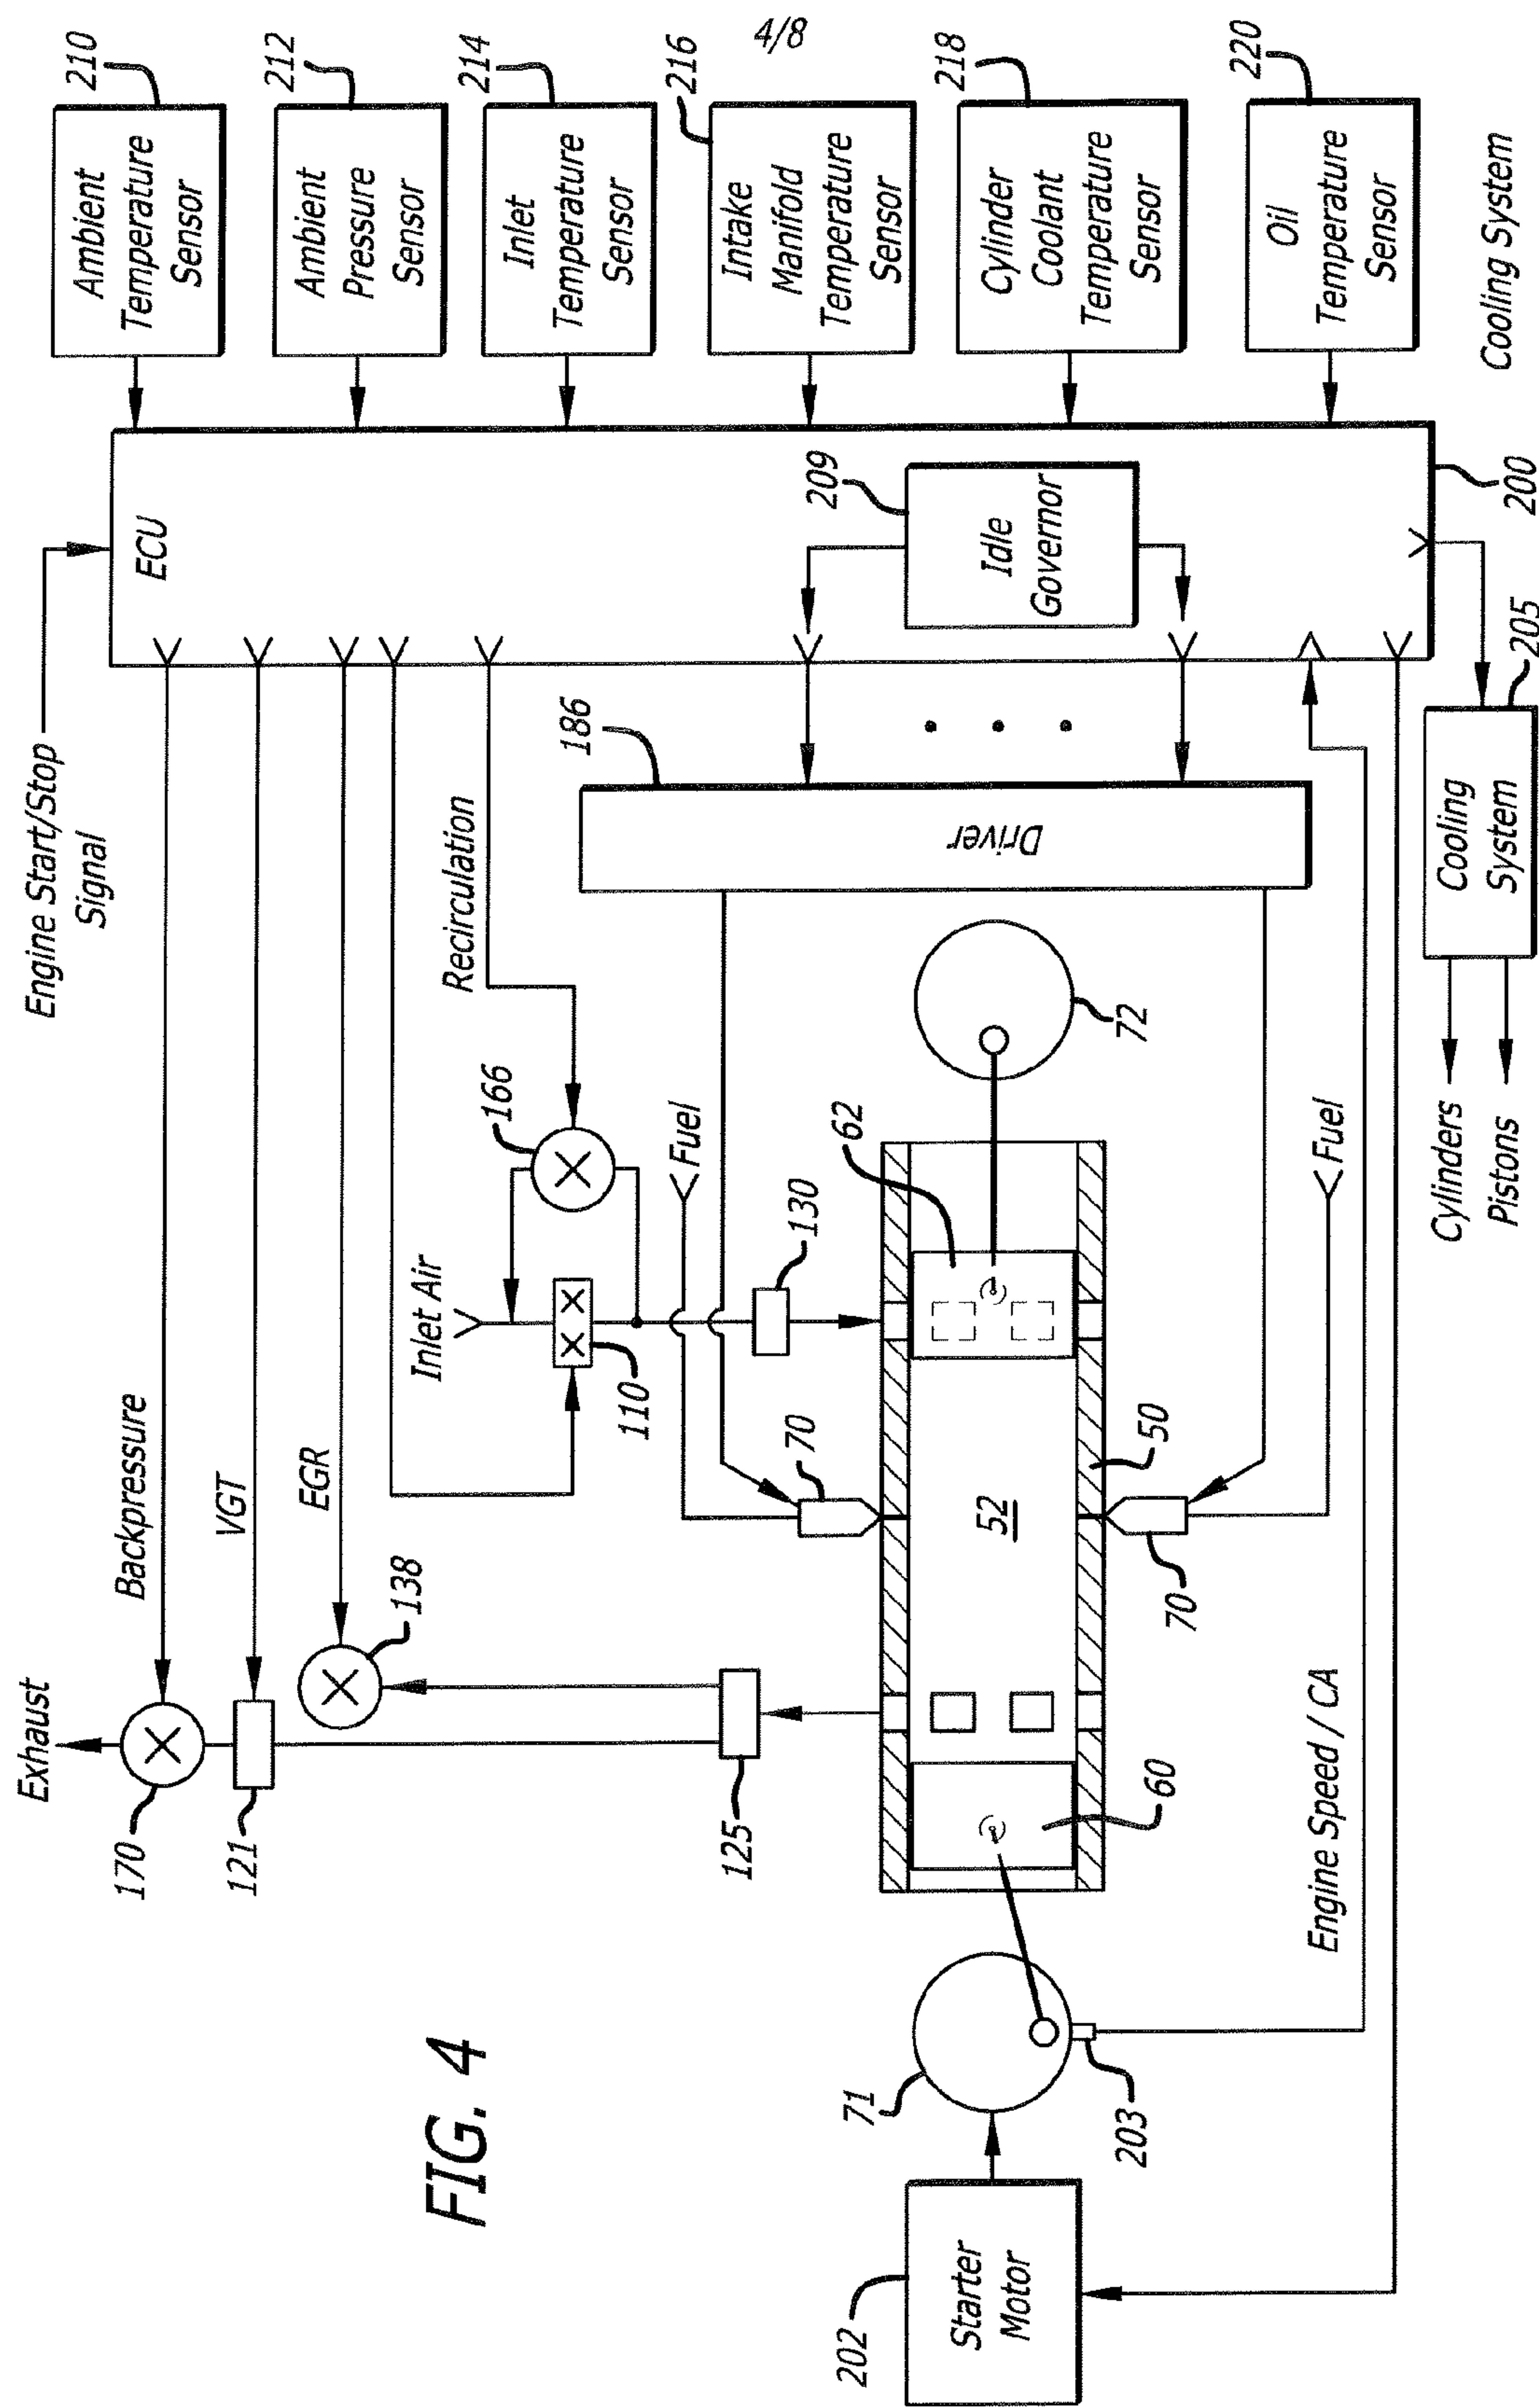 4/8
Engine Start/Stop
Signal
ECU
210
Ambient
Temperature
Sensor
212
Ambient
Pressure
Sensor
214
Inlet
Temperature
Sensor
216
Intake
Manifold
Temperature
Sensor
218
Cylinder
Coolant
Temperature
Sensor
220
Oil
Temperature
Sensor
Cooling System
209
Idle
Governor
200
205
Cooling
System
Cylinders
Pistons
186
Driver
Exhaust
Backpressure
VGT
EGR
Recirculation
170
121
138
125
Inlet Air
166
110
130
Fuel
70
62
72
52
50
60
70
Fuel
Engine Speed / CA
71
203
202
Starter
Motor
FIG. 4